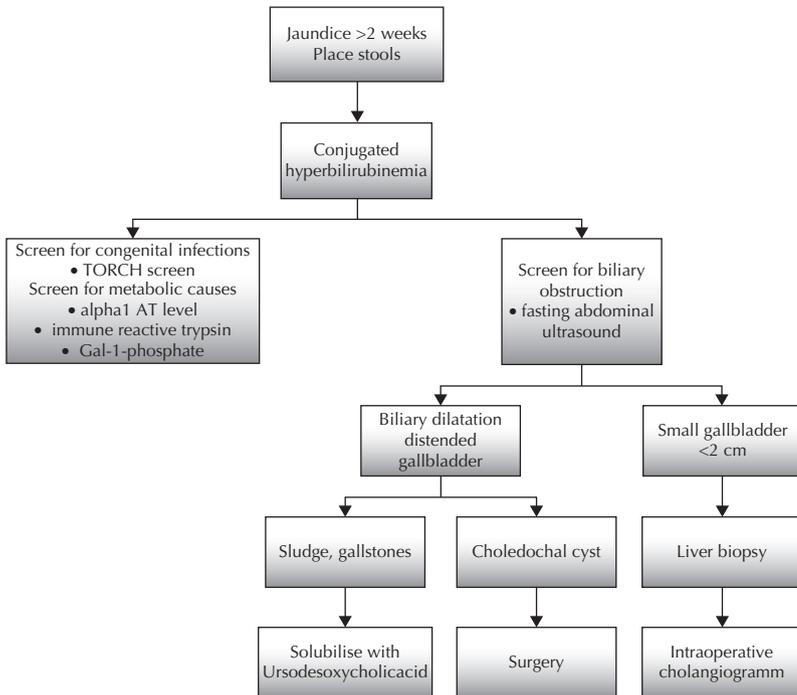 Jaundice >2 weeks
Place stools
Conjugated
hyperbilirubinemia
Screen for congenital infections
• TORCH screen
Screen for metabolic causes
• alpha1 AT level
• immune reactive trypsin
• Gal-1-phosphate
Screen for biliary
obstruction
• fasting abdominal
ultrasound
Biliary dilatation
distended
gallbladder
Small gallbladder
<2 cm
Sludge, gallstones
Choledochal cyst
Liver biopsy
Solubilise with
Ursodesoxycholicacid
Surgery
Intraoperative
cholangiogramm